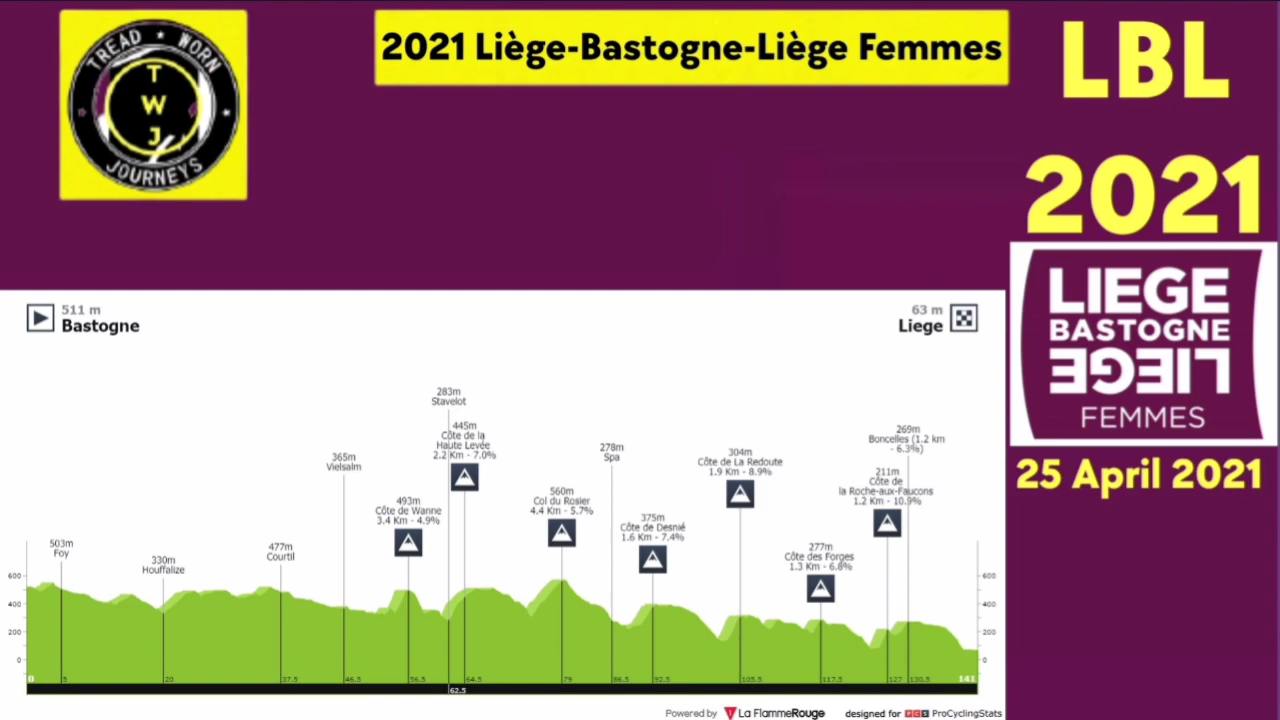 TREAD ★ WORN
T
W
J
JOURNEYS
2021 Liège-Bastogne-Liège Femmes
LBL
2021
LIEGE
BASTOGNE
LIEGE
FEMMES
25 April 2021
511 m
Bastogne
63 m
Liege
283m
Stavelot
445m
Côte de la
Haute Levée
2.2 Km - 7.0%
365m
Vielsalm
493m
Côte de Wanne
3.4 Km - 4.9%
560m
Col du Rosier
4.4 Km - 5.7%
278m
Spa
375m
Côte de Desnié
1.6 Km - 7.4%
304m
Côte de La Redoute
1.9 Km - 8.9%
269m
Boncelles (1.2 km
- 6.3%)
211m
Côte de
la Roche-aux-Faucons
1.2 Km - 10.9%
277m
Côte des Forges
1.3 Km - 6.8%
503m
Foy
330m
Houffalize
477m
Courtil
600
400
200
0
600
400
200
0
0 5 20 37.5 46.5 56.5 64.5 79 86.5 92.5 105.5 117.5 127 130.5 141
62.5
Powered by La FlammeRouge designed for PCS ProCyclingStats